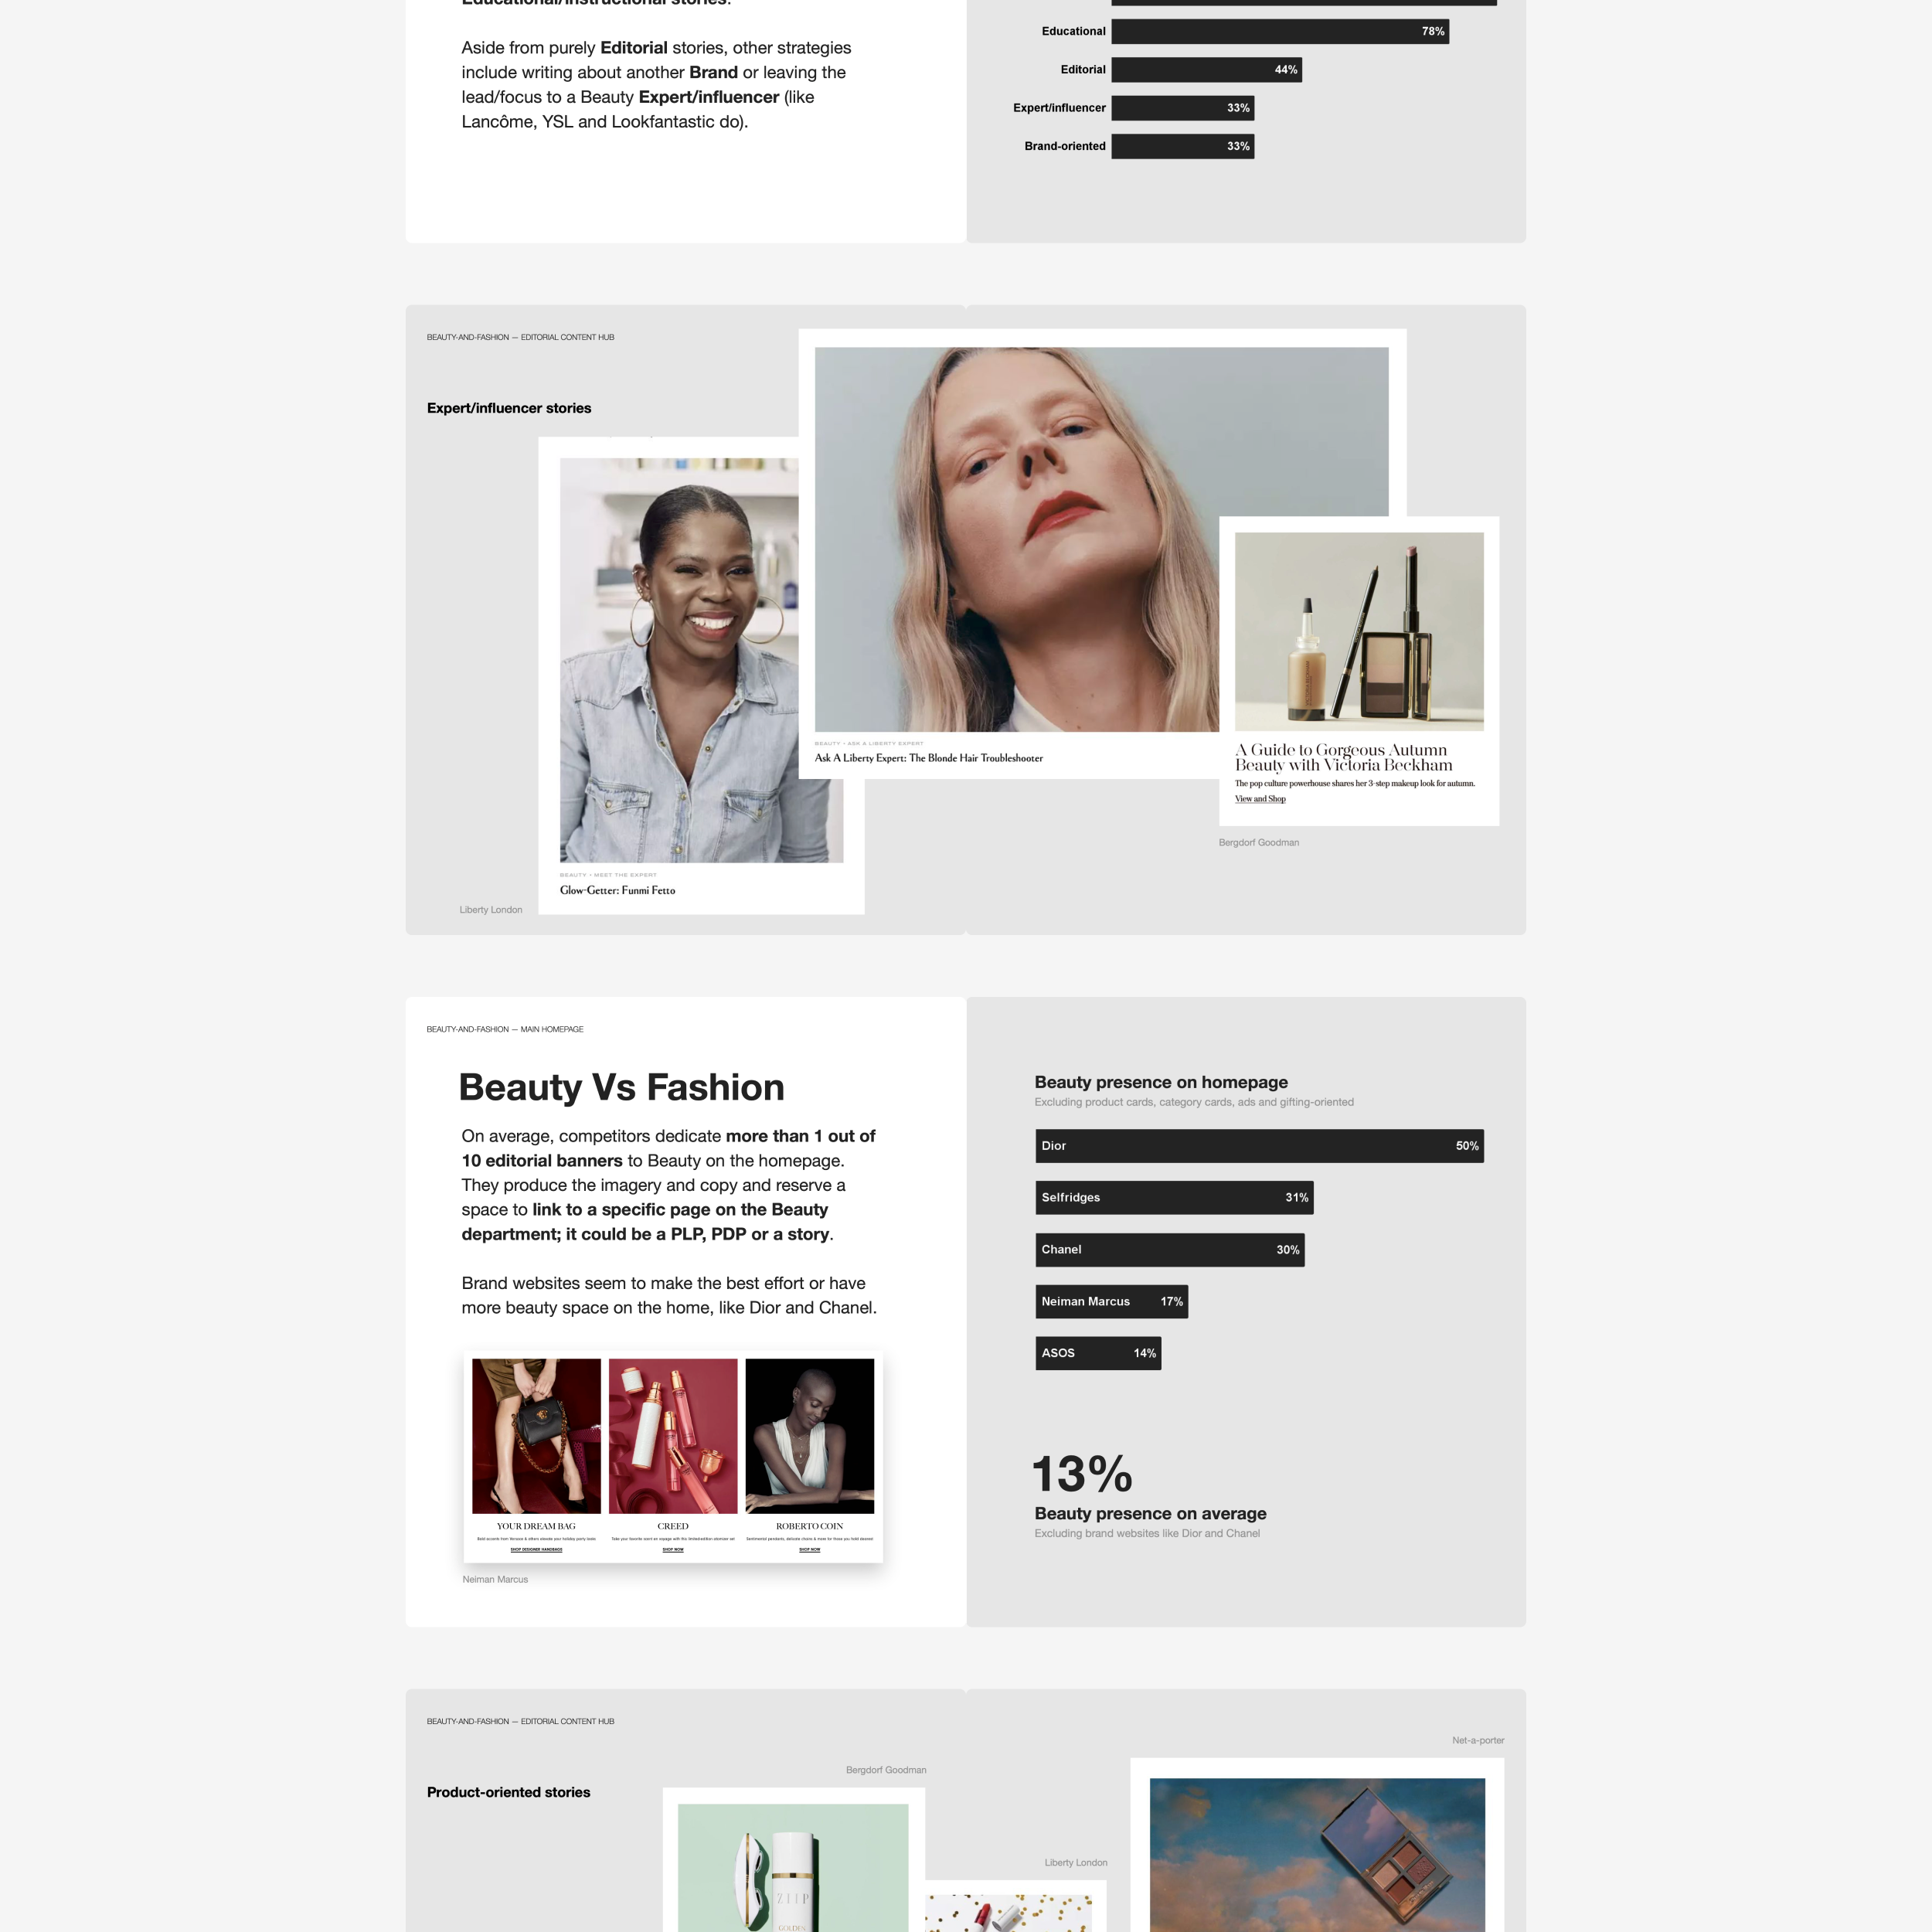 Educational/instructional stories.
Aside from purely Editorial stories, other strategies
include writing about another Brand or leaving the
lead/focus to a Beauty Expert/influencer (like
Lancôme, YSL and Lookfantastic do).
Educational 78%
Editorial 44%
Expert/influencer 33%
Brand-oriented 33%
BEAUTY-AND-FASHION — EDITORIAL CONTENT HUB
Expert/influencer stories
BEAUTY • ASK A LIBERTY EXPERT
Ask A Liberty Expert: The Blonde Hair Troubleshooter
A Guide to Gorgeous Autumn
Beauty with Victoria Beckham
The pop culture powerhouse shares her 3-step makeup look for autumn.
View and Shop
Bergdorf Goodman
BEAUTY • MEET THE EXPERT
Glow-Getter: Funmi Fetto
Liberty London
BEAUTY-AND-FASHION — MAIN HOMEPAGE
Beauty Vs Fashion
On average, competitors dedicate more than 1 out of
10 editorial banners to Beauty on the homepage.
They produce the imagery and copy and reserve a
space to link to a specific page on the Beauty
department; it could be a PLP, PDP or a story.
Brand websites seem to make the best effort or have
more beauty space on the home, like Dior and Chanel.
YOUR DREAM BAG
SHOP DESIGNER HANDBAGS
CREED
SHOP NOW
ROBERTO COIN
SHOP NOW
Neiman Marcus
Beauty presence on homepage
Excluding product cards, category cards, ads and gifting-oriented
Dior 50%
Selfridges 31%
Chanel 30%
Neiman Marcus 17%
ASOS 14%
13%
Beauty presence on average
Excluding brand websites like Dior and Chanel
BEAUTY-AND-FASHION — EDITORIAL CONTENT HUB
Product-oriented stories
Bergdorf Goodman
ZIIP
GOLDEN
Liberty London
Net-a-porter